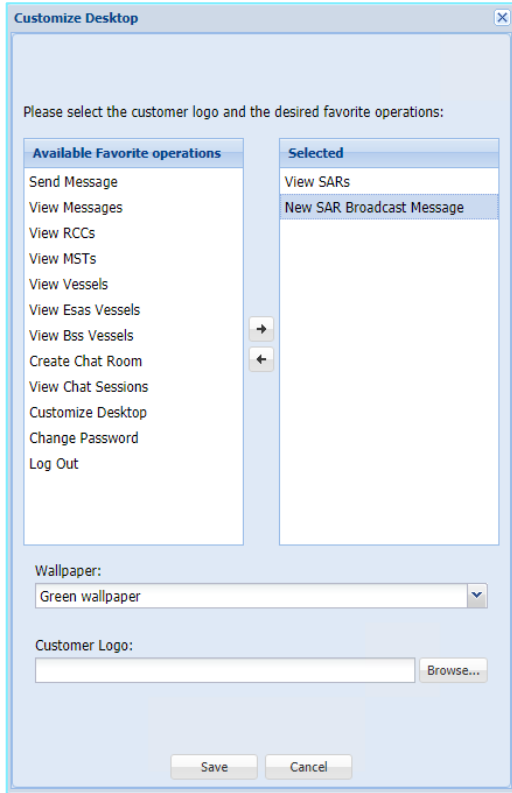 Customize Desktop
Please select the customer logo and the desired favorite operations:
Available Favorite operations
Send Message
View Messages
View RCCs
View MSTs
View Vessels
View Esas Vessels
View Bss Vessels
Create Chat Room
View Chat Sessions
Customize Desktop
Change Password
Log Out
Selected
View SARs
New SAR Broadcast Message
Wallpaper:
Green wallpaper
Customer Logo:
Browse...
Save
Cancel